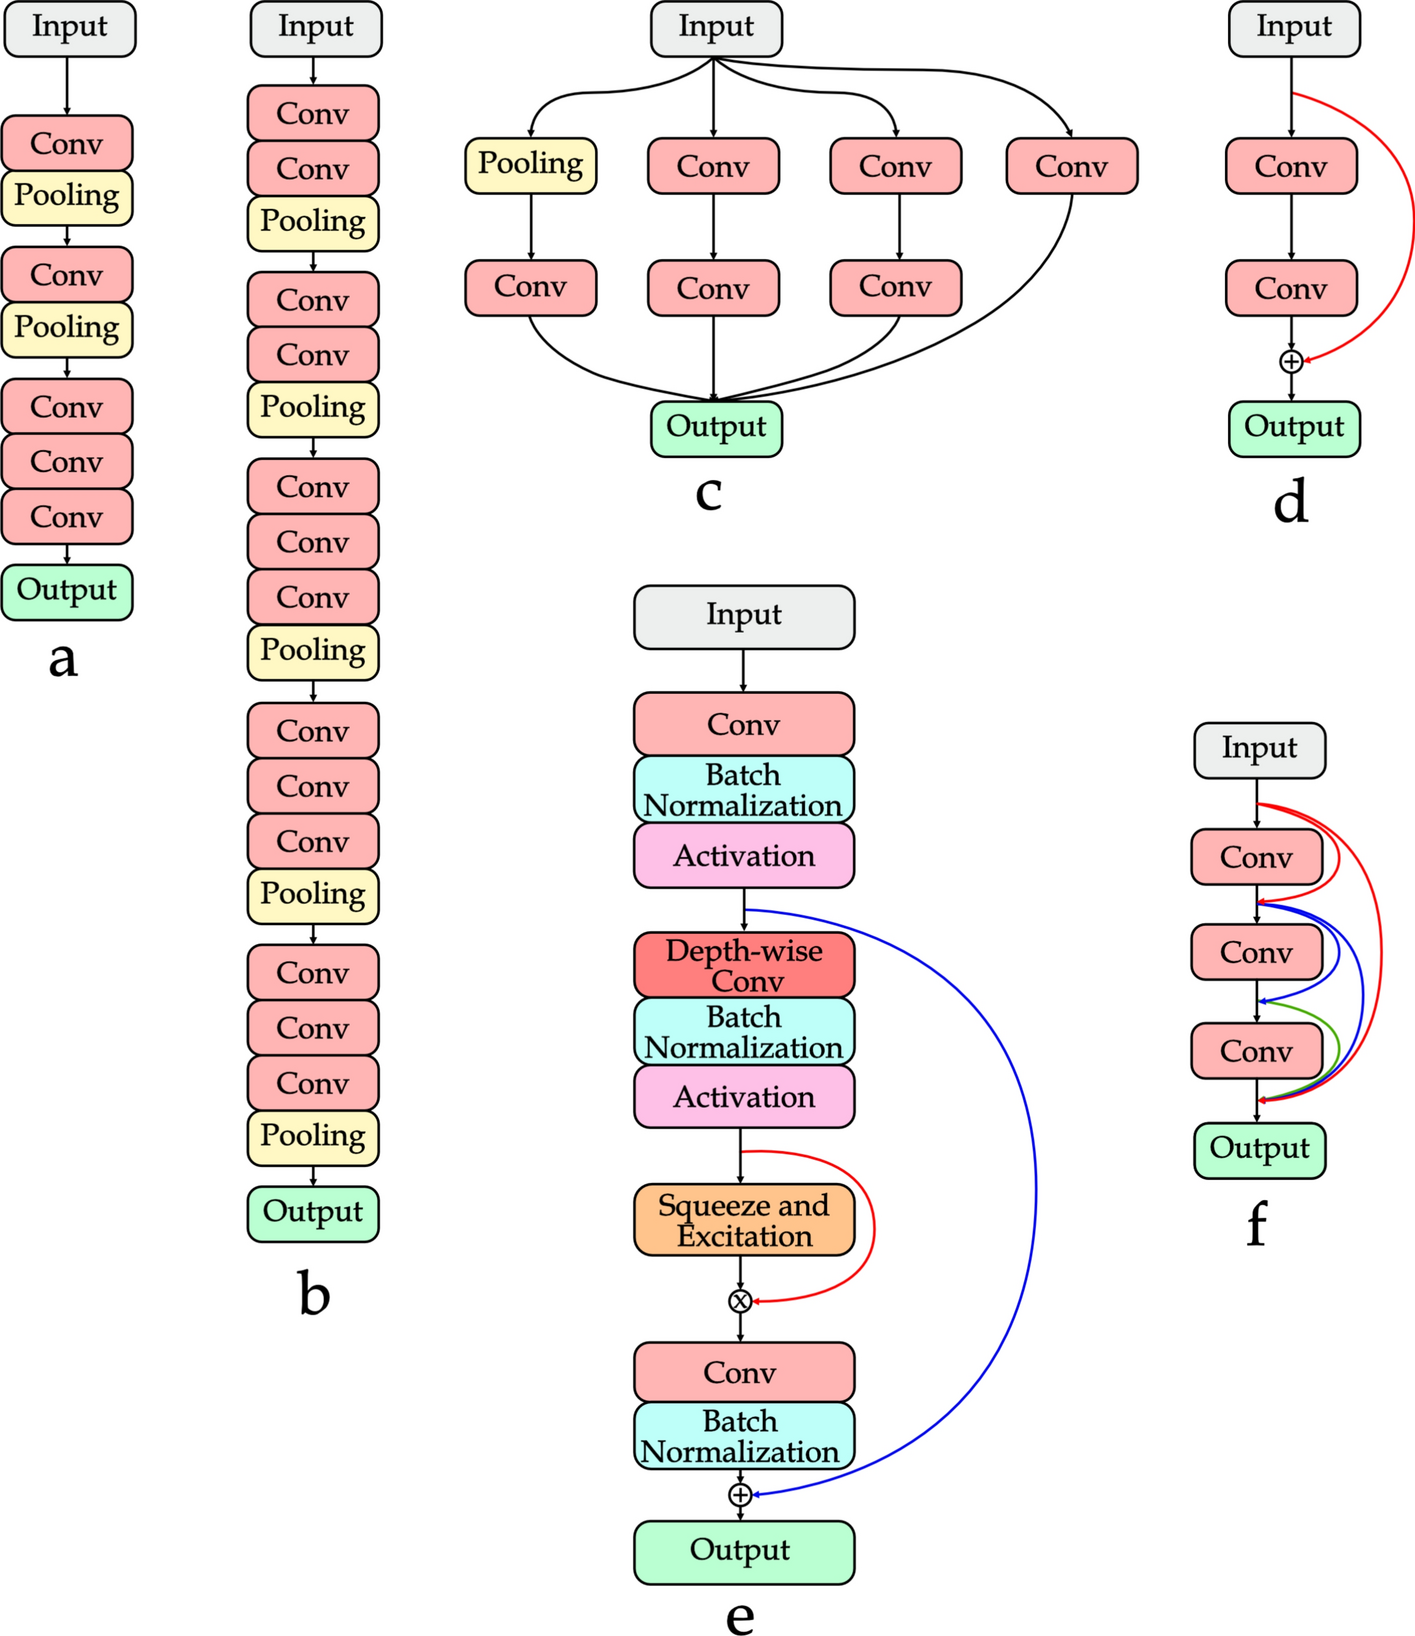 Input
Conv
Pooling
Conv
Pooling
Conv
Conv
Conv
Output
a
Input
Conv
Conv
Pooling
Conv
Conv
Pooling
Conv
Conv
Conv
Pooling
Conv
Conv
Conv
Pooling
Conv
Conv
Conv
Pooling
Output
b
Input
Pooling
Conv
Conv
Conv
Conv
Conv
Conv
Output
c
Input
Conv
Conv
+
Output
d
Input
Conv
Batch
Normalization
Activation
Depth-wise
Conv
Batch
Normalization
Activation
Squeeze and
Excitation
x
Conv
Batch
Normalization
+
Output
e
Input
Conv
Conv
Conv
Output
f